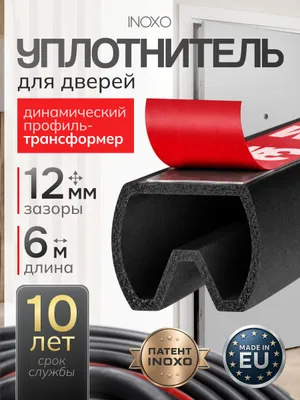 INOXO
УПЛОТНИТЕЛЬ
для дверей
динамический
профиль-
трансформер
12 мм
зазоры
6 м
длина
10
лет
срок
службы
ПАТЕНТ
INOXO
MADE IN
EU